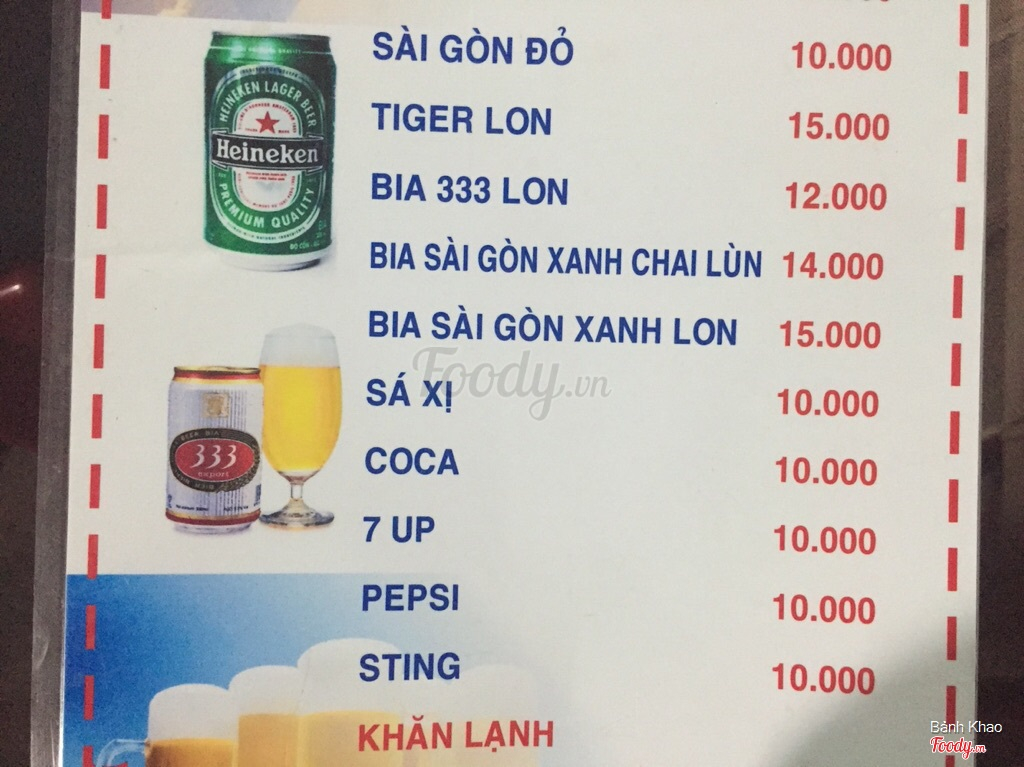 SÀI GÒN ĐỎ 10.000
TIGER LON 15.000
BIA 333 LON 12.000
BIA SÀI GÒN XANH CHAI LÙN 14.000
BIA SÀI GÒN XANH LON 15.000
SÁ XỊ 10.000
COCA 10.000
7 UP 10.000
PEPSI 10.000
STING 10.000
KHĂN LẠNH
HEINEKEN LAGER BEER
Heineken
PREMIUM QUALITY
333
Foody.vn
Bánh Khao
Foody.vn